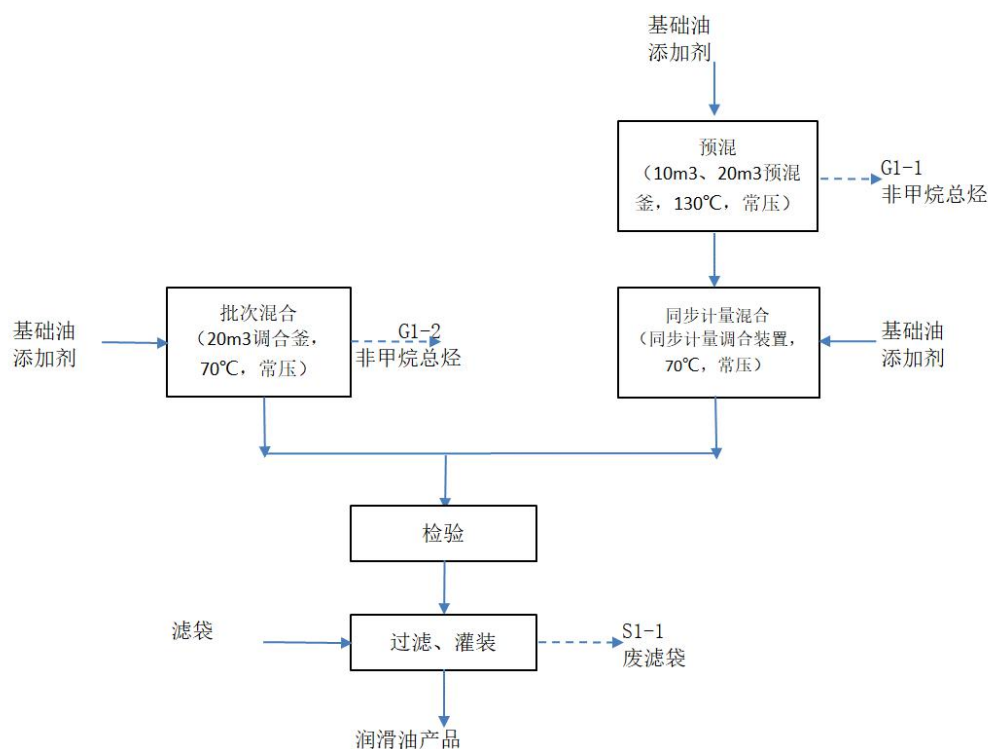 基础油
添加剂
预混
（10m3、20m3预混
釜，130℃，常压）
G1-1
非甲烷总烃
基础油
添加剂
批次混合
（20m3调合釜，
70℃，常压）
G1-2
非甲烷总烃
同步计量混合
（同步计量调合装置，
70℃，常压）
基础油
添加剂
检验
滤袋
过滤、灌装
S1-1
废滤袋
润滑油产品